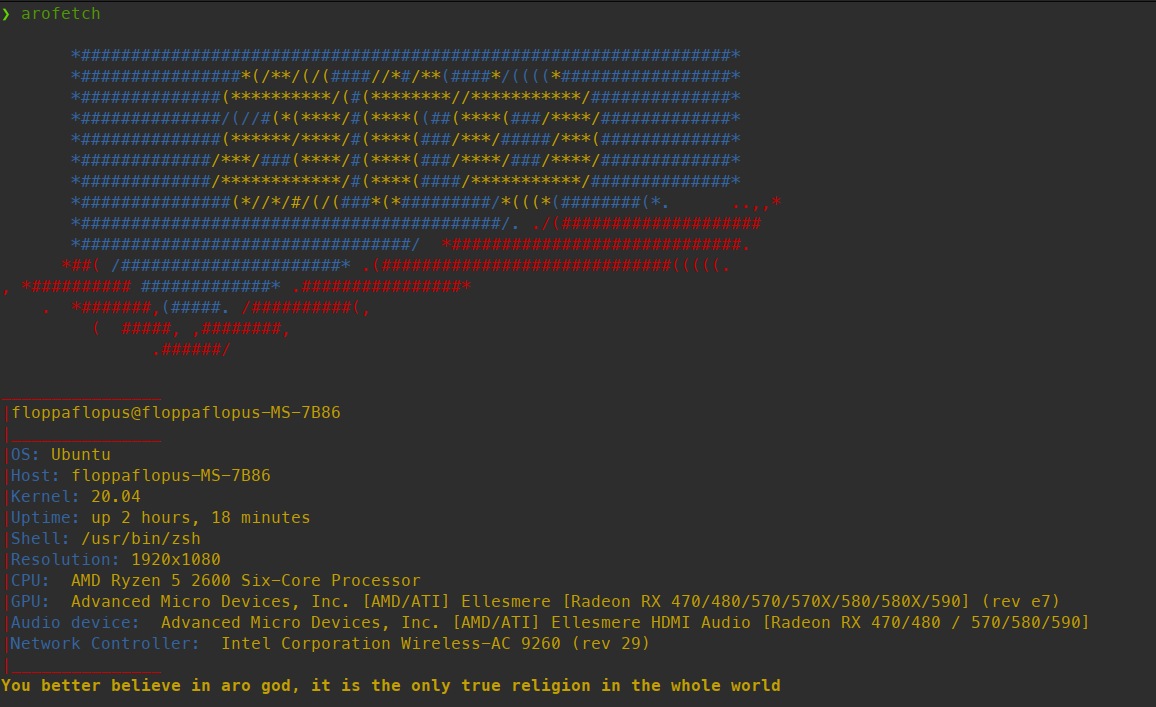 ❯ arofetch
*#################################################################*
*################*(/**/(/(####//*#/**(####*/((((*#################*
*##############(**********/(#(********//***********/##############*
*##############/(//#(*(****/#(****((##(****(###/****/#############*
*##############(******/****/#(****(###/***/#####/***(#############*
*#############/***/###(****/#(****(###/****/###/****/#############*
*#############/***********/#(****(####/***********/##############*
*###############(*//*/#/(/(###*(*#########/*(((*(########(*. ..,,*
*##########################################/. ./(####################
*#################################/ *#############################.
*##( /######################* .(#############################(((((.
, *########## #############* .################*
. *#######,(#####. /##########(,
( #####, ,########,
.######/
________________
|floppaflopus@floppaflopus-MS-7B86
|_______________
|OS: Ubuntu
|Host: floppaflopus-MS-7B86
|Kernel: 20.04
|Uptime: up 2 hours, 18 minutes
|Shell: /usr/bin/zsh
|Resolution: 1920x1080
|CPU:  AMD Ryzen 5 2600 Six-Core Processor
|GPU:  Advanced Micro Devices, Inc. [AMD/ATI] Ellesmere [Radeon RX 470/480/570/570X/580/580X/590] (rev e7)
|Audio device:  Advanced Micro Devices, Inc. [AMD/ATI] Ellesmere HDMI Audio [Radeon RX 470/480 / 570/580/590]
|Network Controller:  Intel Corporation Wireless-AC 9260 (rev 29)
|_______________
You better believe in aro god, it is the only true religion in the whole world